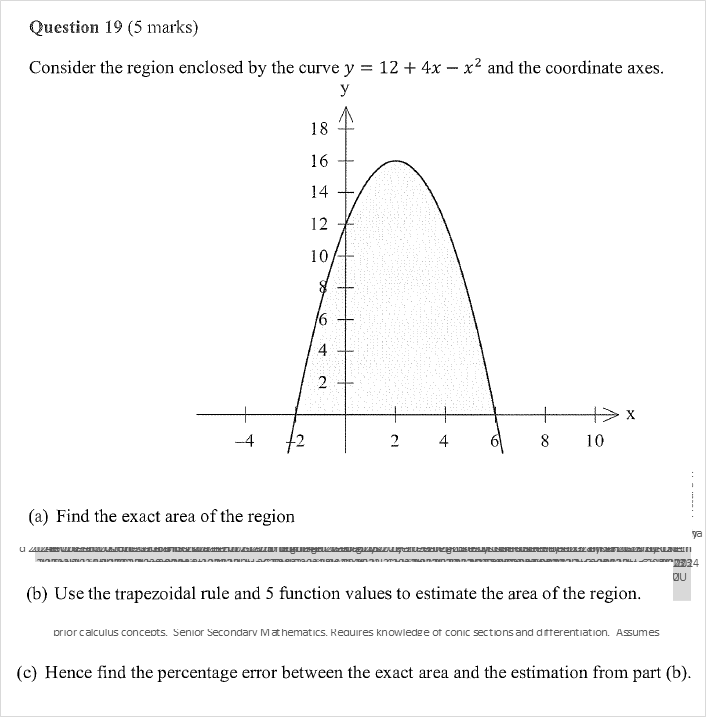 Question 19 (5 marks)
Consider the region enclosed by the curve y = 12 + 4x − x² and the coordinate axes.
y
18
16
14
12
10
8
6
4
2
x
−4 −2 2 4 6 8 10
(a) Find the exact area of the region
ya
(b) Use the trapezoidal rule and 5 function values to estimate the area of the region.
prior calculus concepts. Senior Secondary Mathematics. Requires knowledge of conic sections and differentiation. Assumes
(c) Hence find the percentage error between the exact area and the estimation from part (b).